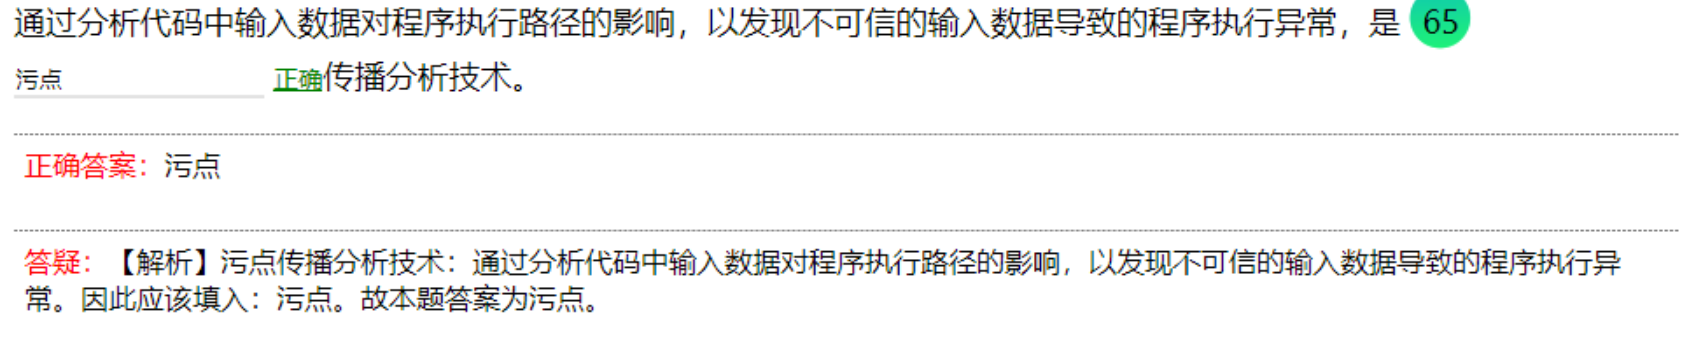 通过分析代码中输入数据对程序执行路径的影响，以发现不可信的输入数据导致的程序执行异常，是 65
污点 正确传播分析技术。
正确答案：污点
答疑：【解析】污点传播分析技术：通过分析代码中输入数据对程序执行路径的影响，以发现不可信的输入数据导致的程序执行异
常。因此应该填入：污点。故本题答案为污点。